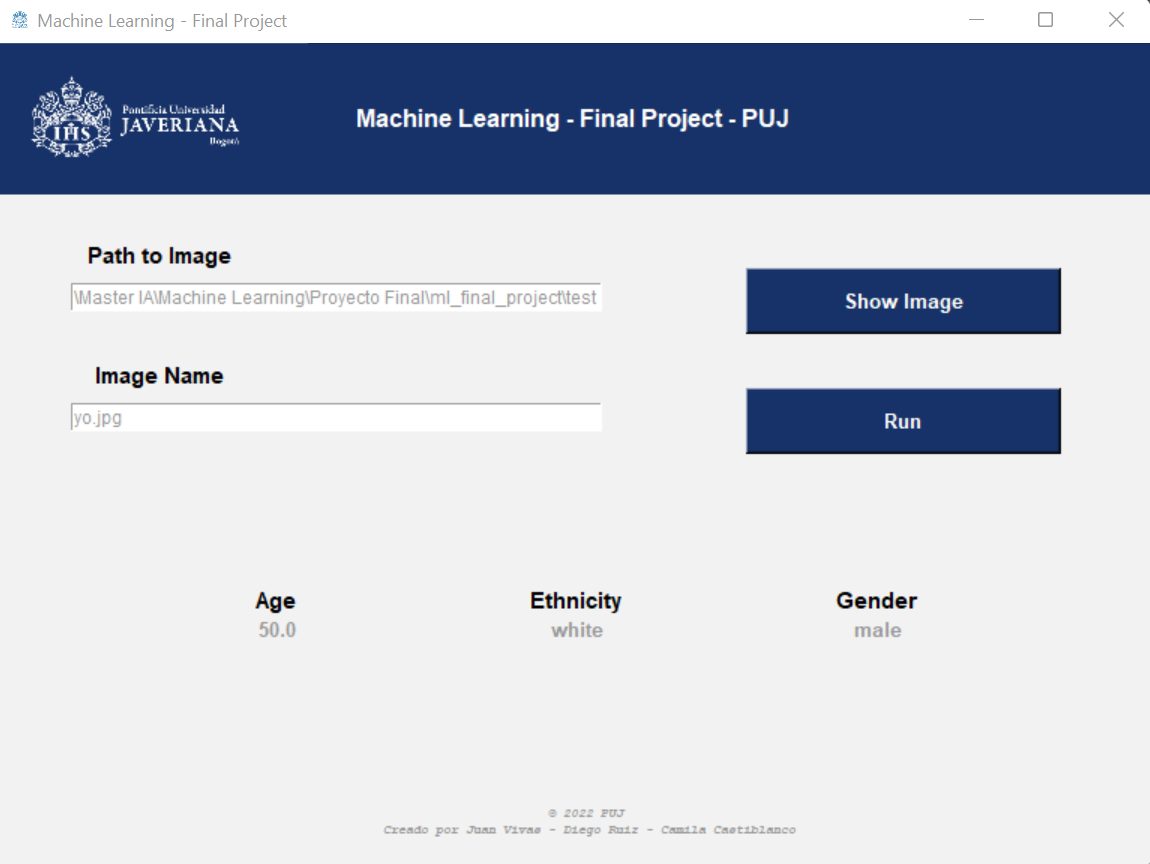 Machine Learning - Final Project
Pontificia Universidad
JAVERIANA
Bogotá
IHS
Machine Learning - Final Project - PUJ
Path to Image
\Master IA\Machine Learning\Proyecto Final\ml_final_project\test
Show Image
Image Name
yo.jpg
Run
Age
Ethnicity
Gender
50.0
white
male
© 2022 PUJ
Creado por Juan Vivas - Diego Ruiz - Camila Castiblanco